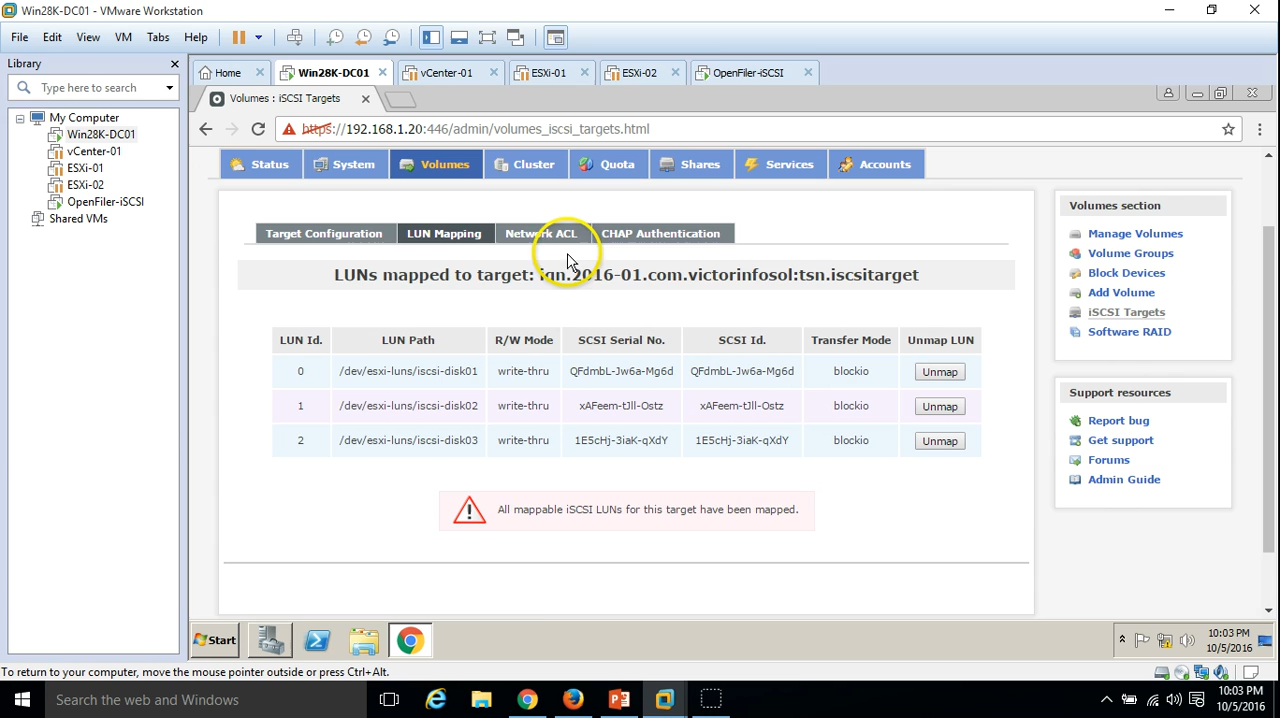 Win28K-DC01 - VMware Workstation
File Edit View VM Tabs Help
Library
Type here to search
My Computer
Win28K-DC01
vCenter-01
ESXi-01
ESXi-02
OpenFiler-iSCSI
Shared VMs
Home Win28K-DC01 vCenter-01 ESXi-01 ESXi-02 OpenFiler-iSCSI
Volumes : iSCSI Targets
https://192.168.1.20:446/admin/volumes_iscsi_targets.html
Status System Volumes Cluster Quota Shares Services Accounts
Target Configuration LUN Mapping Network ACL CHAP Authentication
LUNs mapped to target: iqn.2016-01.com.victorinfosol:tsn.iscsitarget
LUN Id. LUN Path R/W Mode SCSI Serial No. SCSI Id. Transfer Mode Unmap LUN
0 /dev/esxi-luns/iscsi-disk01 write-thru QFdmbL-Jw6a-Mg6d QFdmbL-Jw6a-Mg6d blockio Unmap
1 /dev/esxi-luns/iscsi-disk02 write-thru xAFeem-tJll-Ostz xAFeem-tJll-Ostz blockio Unmap
2 /dev/esxi-luns/iscsi-disk03 write-thru 1E5cHj-3iaK-qXdY 1E5cHj-3iaK-qXdY blockio Unmap
All mappable iSCSI LUNs for this target have been mapped.
Volumes section
Manage Volumes
Volume Groups
Block Devices
Add Volume
iSCSI Targets
Software RAID
Support resources
Report bug
Get support
Forums
Admin Guide
Start
10:03 PM
10/5/2016
To return to your computer, move the mouse pointer outside or press Ctrl+Alt.
Search the web and Windows
10:03 PM
10/5/2016